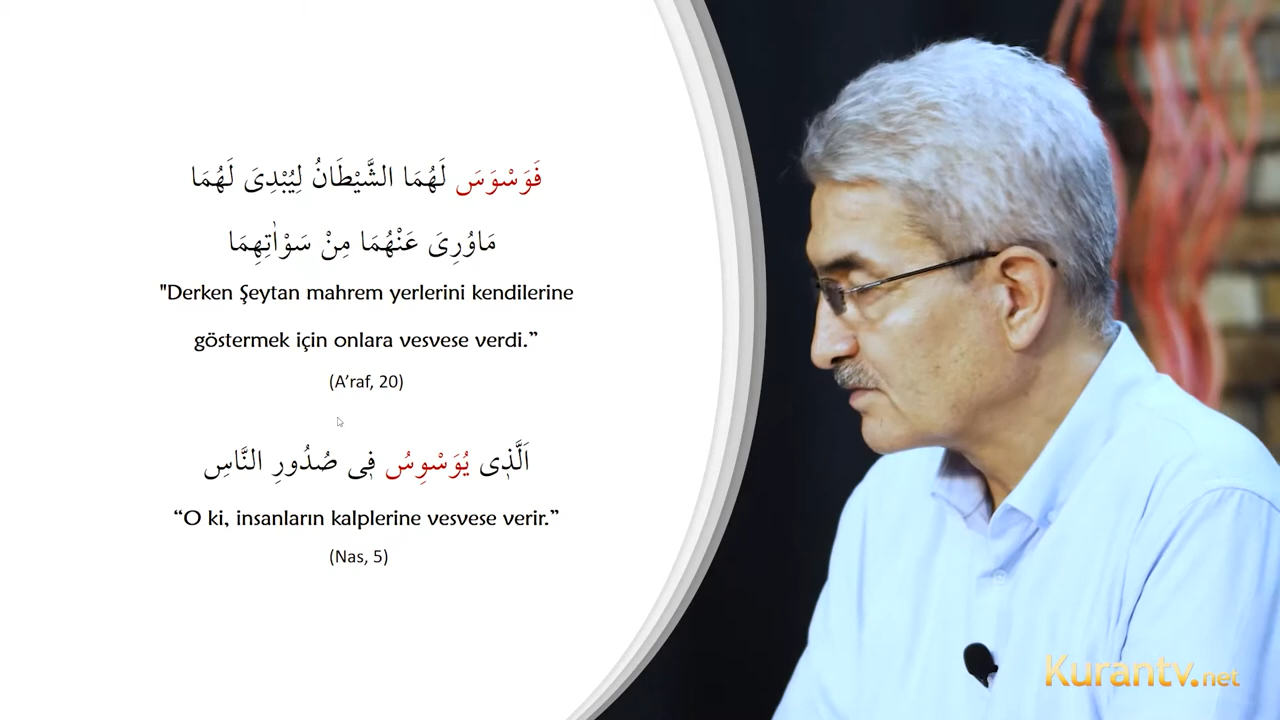 فَوَسْوَسَ لَهُمَا الشَّيْطَانُ لِيُبْدِىَ لَهُمَا
مَاوُرِىَ عَنْهُمَا مِنْ سَوْاٰتِهِمَا
"Derken Şeytan mahrem yerlerini kendilerine
göstermek için onlara vesvese verdi.”
(A’raf, 20)
اَلَّذٖى يُوَسْوِسُ فٖى صُدُورِ النَّاسِ
“O ki, insanların kalplerine vesvese verir.”
(Nas, 5)
Kurantv.net